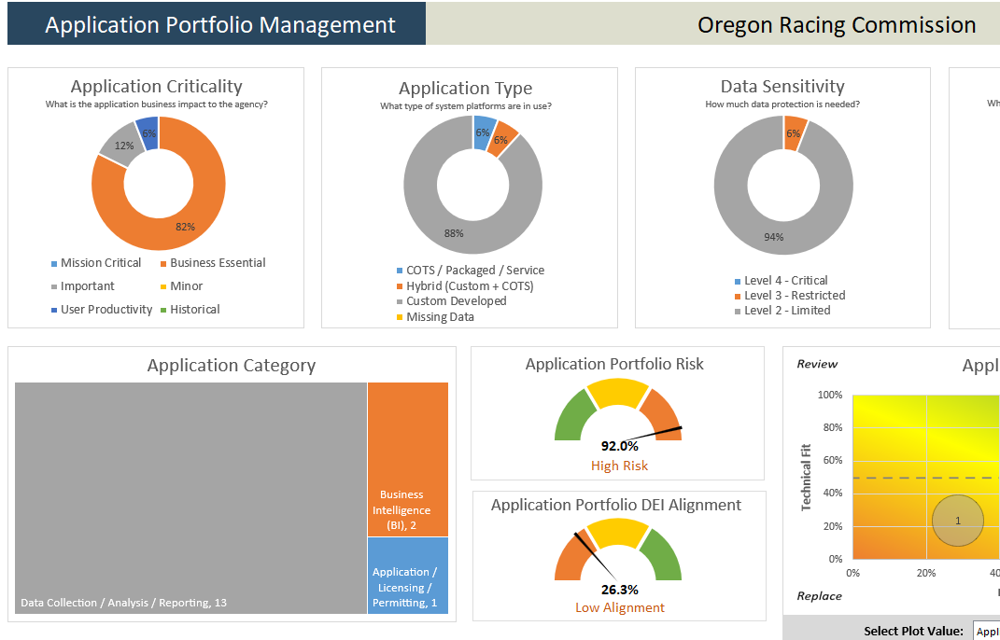 Application Portfolio Management
Oregon Racing Commission
Application Criticality
What is the application business impact to the agency?
6%
12%
82%
Mission Critical
Business Essential
Important
Minor
User Productivity
Historical
Application Type
What type of system platforms are in use?
6%
6%
88%
COTS / Packaged / Service
Hybrid (Custom + COTS)
Custom Developed
Missing Data
Data Sensitivity
How much data protection is needed?
6%
94%
Level 4 - Critical
Level 3 - Restricted
Level 2 - Limited
Wh
Application Category
Business
Intelligence
(BI), 2
Application /
Licensing /
Permitting, 1
Data Collection / Analysis / Reporting, 13
Application Portfolio Risk
92.0%
High Risk
Application Portfolio DEI Alignment
26.3%
Low Alignment
Review
Appl
100%
80%
60%
40%
20%
0%
Technical Fit
1
0%
20%
40
Replace
Select Plot Value:
Appl